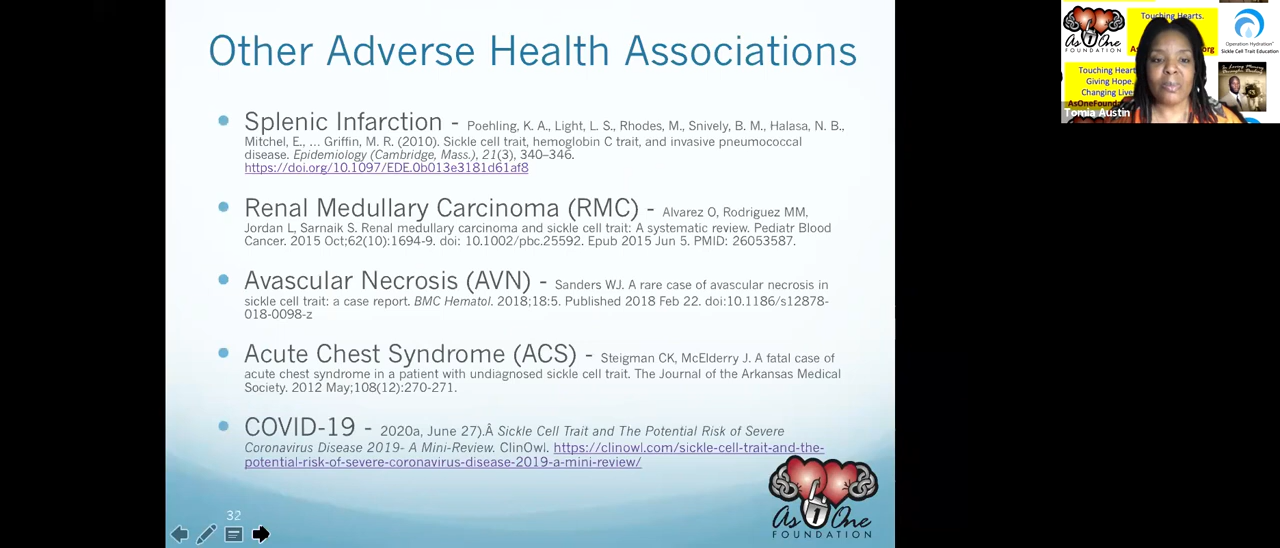 Other Adverse Health Associations
Splenic Infarction - Poehling, K. A., Light, L. S., Rhodes, M., Snively, B. M., Halasa, N. B.,
Mitchel, E., ... Griffin, M. R. (2010). Sickle cell trait, hemoglobin C trait, and invasive pneumococcal
disease. Epidemiology (Cambridge, Mass.), 21(3), 340–346.
https://doi.org/10.1097/EDE.0b013e3181d61af8
Renal Medullary Carcinoma (RMC) - Alvarez O, Rodriguez MM,
Jordan L, Sarnaik S. Renal medullary carcinoma and sickle cell trait: A systematic review. Pediatr Blood
Cancer. 2015 Oct;62(10):1694-9. doi: 10.1002/pbc.25592. Epub 2015 Jun 5. PMID: 26053587.
Avascular Necrosis (AVN) - Sanders WJ. A rare case of avascular necrosis in
sickle cell trait: a case report. BMC Hematol. 2018;18:5. Published 2018 Feb 22. doi:10.1186/s12878-
018-0098-z
Acute Chest Syndrome (ACS) - Steigman CK, McElderry J. A fatal case of
acute chest syndrome in a patient with undiagnosed sickle cell trait. The Journal of the Arkansas Medical
Society. 2012 May;108(12):270-271.
COVID-19 - 2020a, June 27).Â Sickle Cell Trait and The Potential Risk of Severe
Coronavirus Disease 2019- A Mini-Review. ClinOwl. https://clinowl.com/sickle-cell-trait-and-the-
potential-risk-of-severe-coronavirus-disease-2019-a-mini-review/
32
As One
FOUNDATION
As One
FOUNDATION
Touching Hearts.
org
Operation Hydration
Sickle Cell Trait Education
Touching Heart
Giving Hope.
Changing Live
AsOneFound
Tomia Austin